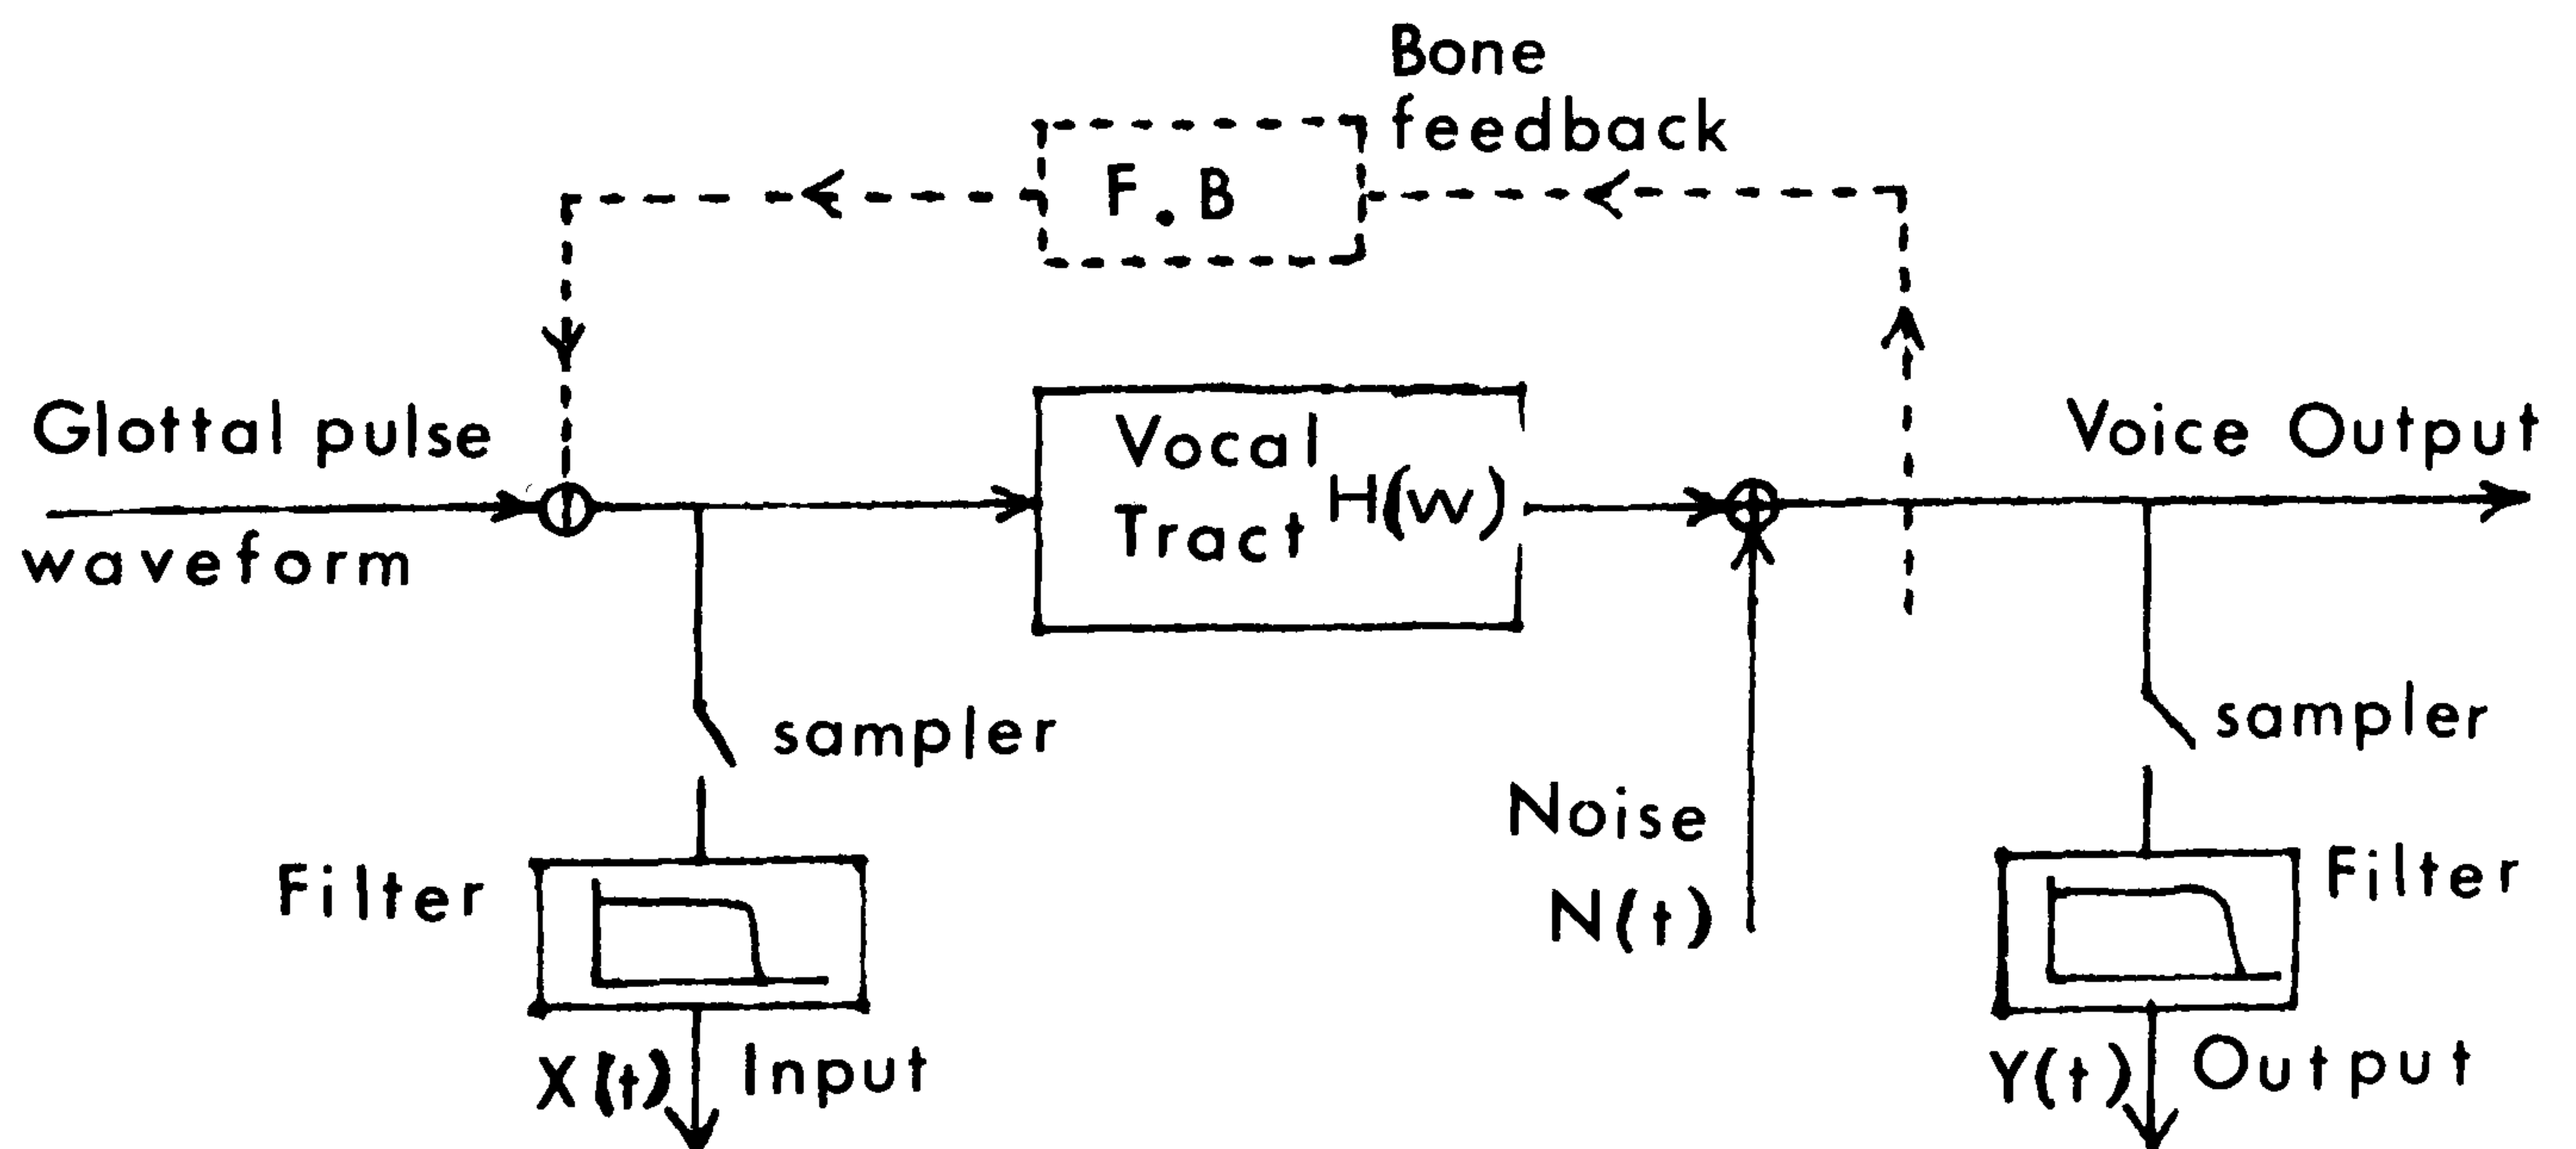 Bone
feedback
F.B
Glottal pulse
waveform
Vocal
Tract H(w)
Voice Output
sampler
sampler
Noise
N(t)
Filter
Filter
X(t) Input
Y(t) Output